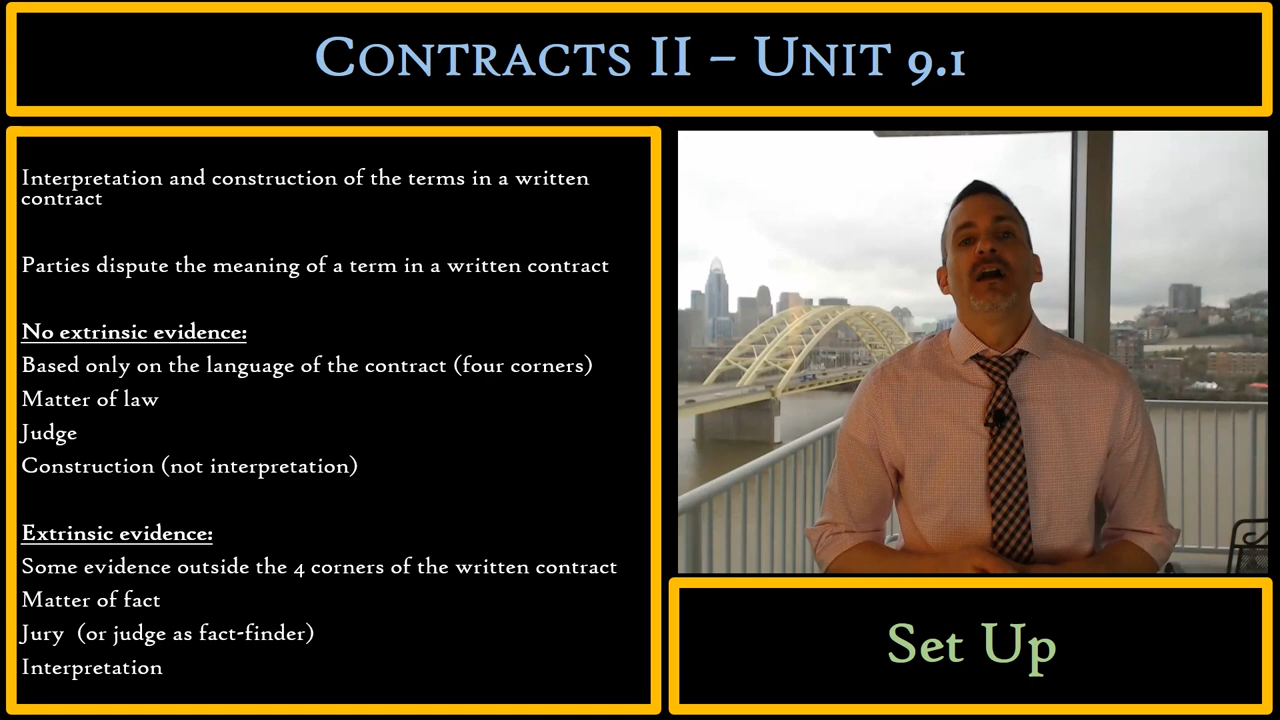 Contracts II – Unit 9.1
Interpretation and construction of the terms in a written
contract
Parties dispute the meaning of a term in a written contract
No extrinsic evidence:
Based only on the language of the contract (four corners)
Matter of law
Judge
Construction (not interpretation)
Extrinsic evidence:
Some evidence outside the 4 corners of the written contract
Matter of fact
Jury (or judge as fact-finder)
Interpretation
Set Up